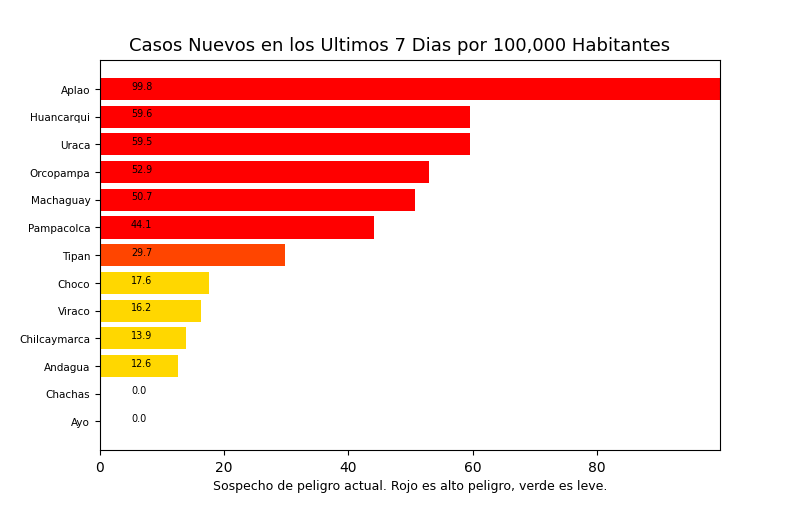 Casos Nuevos en los Ultimos 7 Dias por 100,000 Habitantes
Aplao 99.8
Huancarqui 59.6
Uraca 59.5
Orcopampa 52.9
Machaguay 50.7
Pampacolca 44.1
Tipan 29.7
Choco 17.6
Viraco 16.2
Chilcaymarca 13.9
Andagua 12.6
Chachas 0.0
Ayo 0.0
0 20 40 60 80
Sospecho de peligro actual. Rojo es alto peligro, verde es leve.